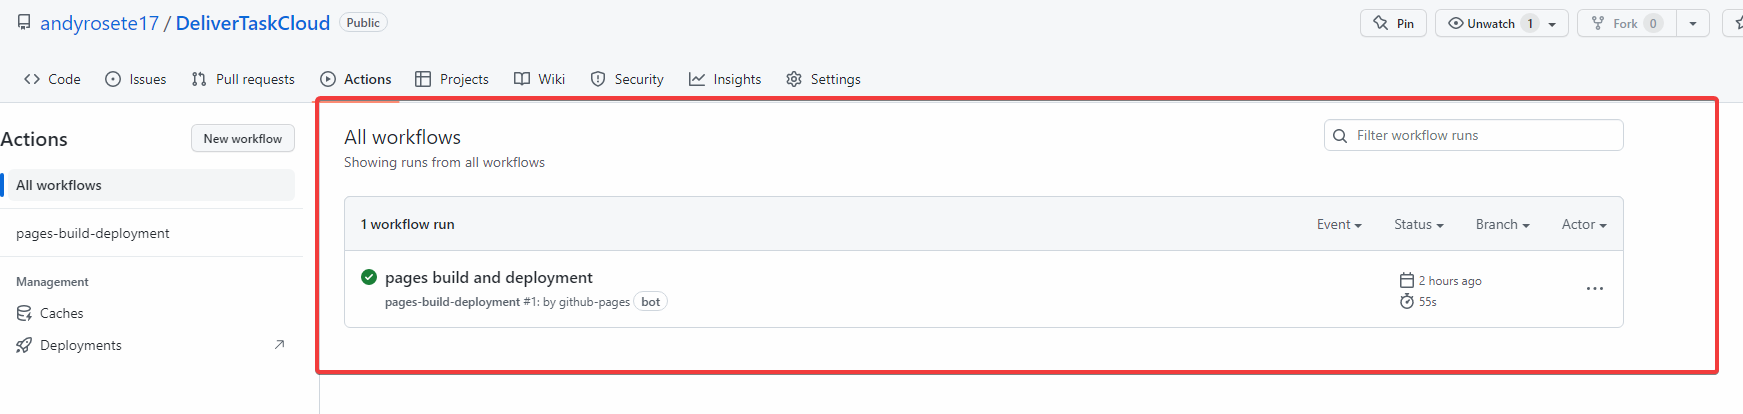 andyrosete17 / DeliverTaskCloud Public
Pin
Unwatch 1
Fork 0
Code Issues Pull requests Actions Projects Wiki Security Insights Settings
Actions
New workflow
All workflows
pages-build-deployment
Management
Caches
Deployments
All workflows
Showing runs from all workflows
Filter workflow runs
1 workflow run
Event Status Branch Actor
pages build and deployment
pages-build-deployment #1: by github-pages bot
2 hours ago
55s